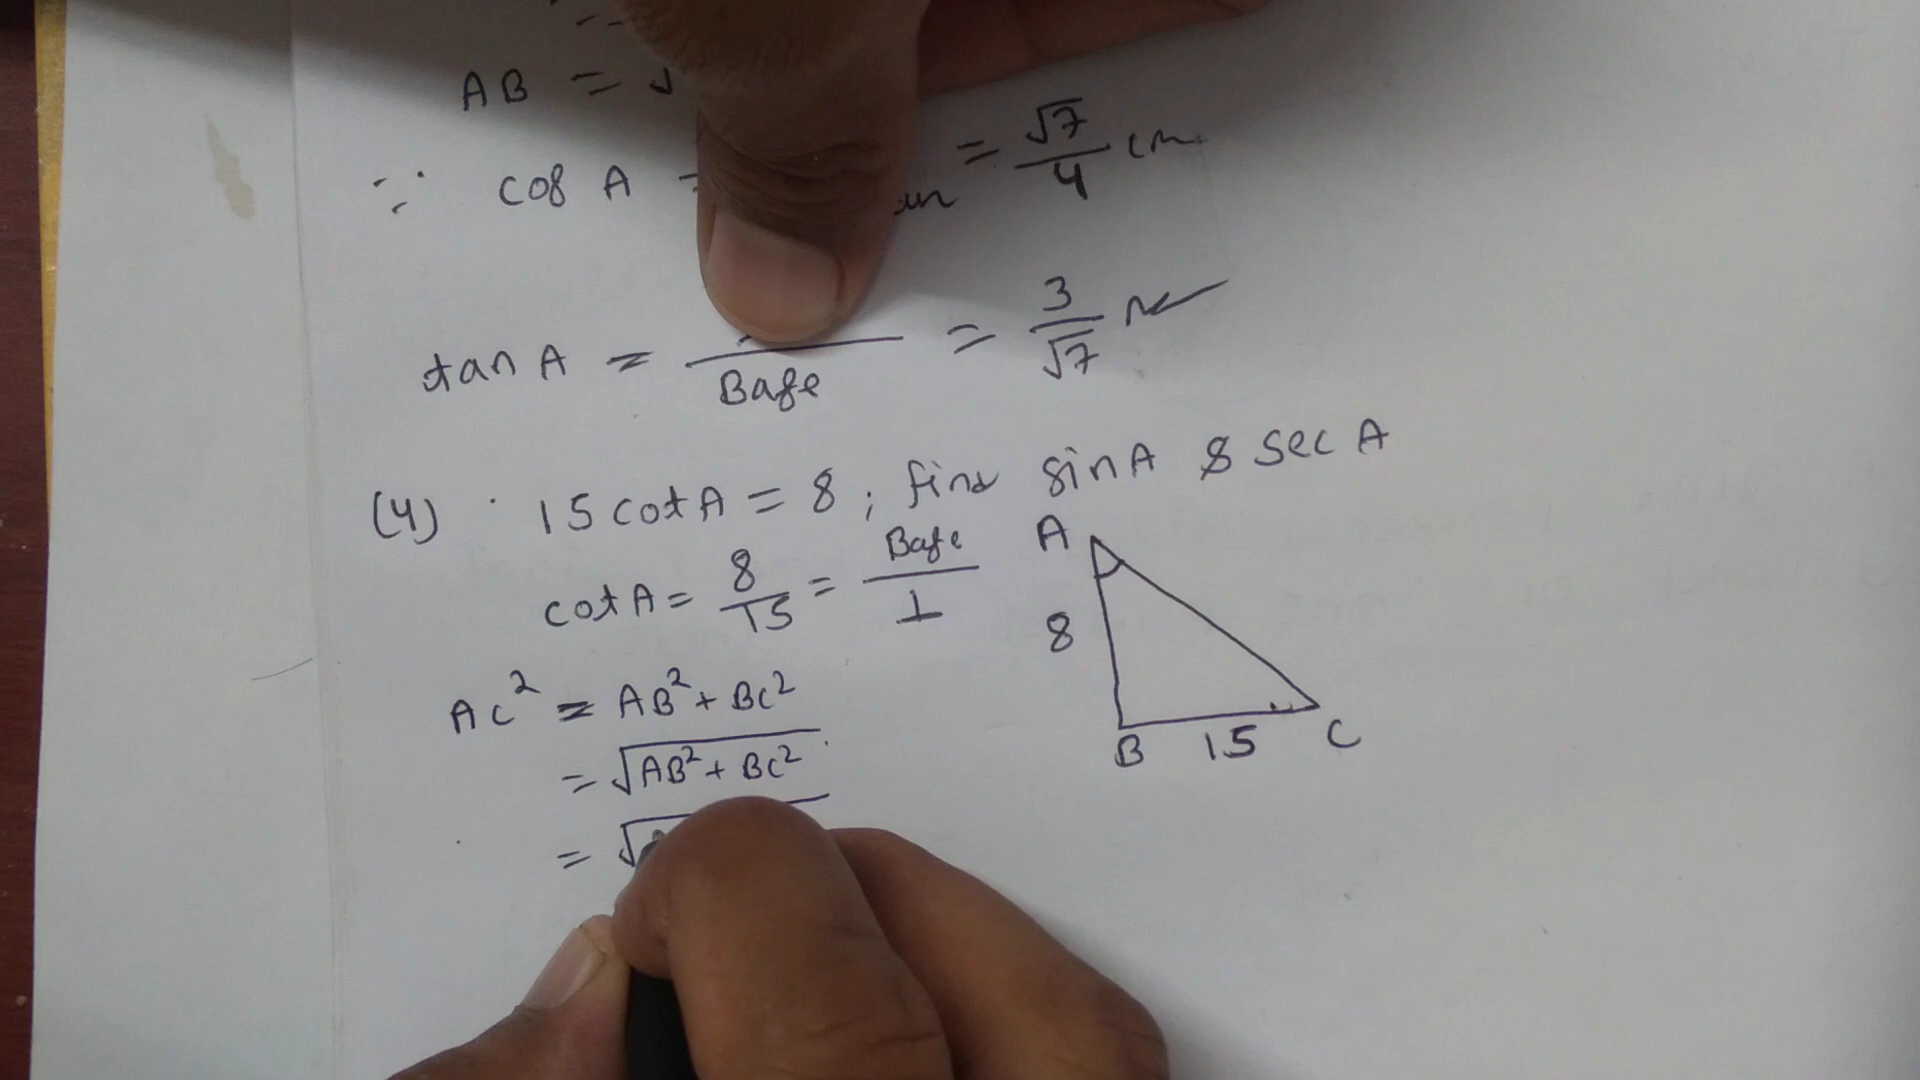 AB = √
∵ cos A = = √7/4 cm
tan A = /Base = 3/√7
(4) 15 cot A = 8 ; find sin A & sec A
cot A = 8/15 = Base/⊥
A
8
B 15 C
AC² = AB² + BC²
= √AB² + BC²
= √